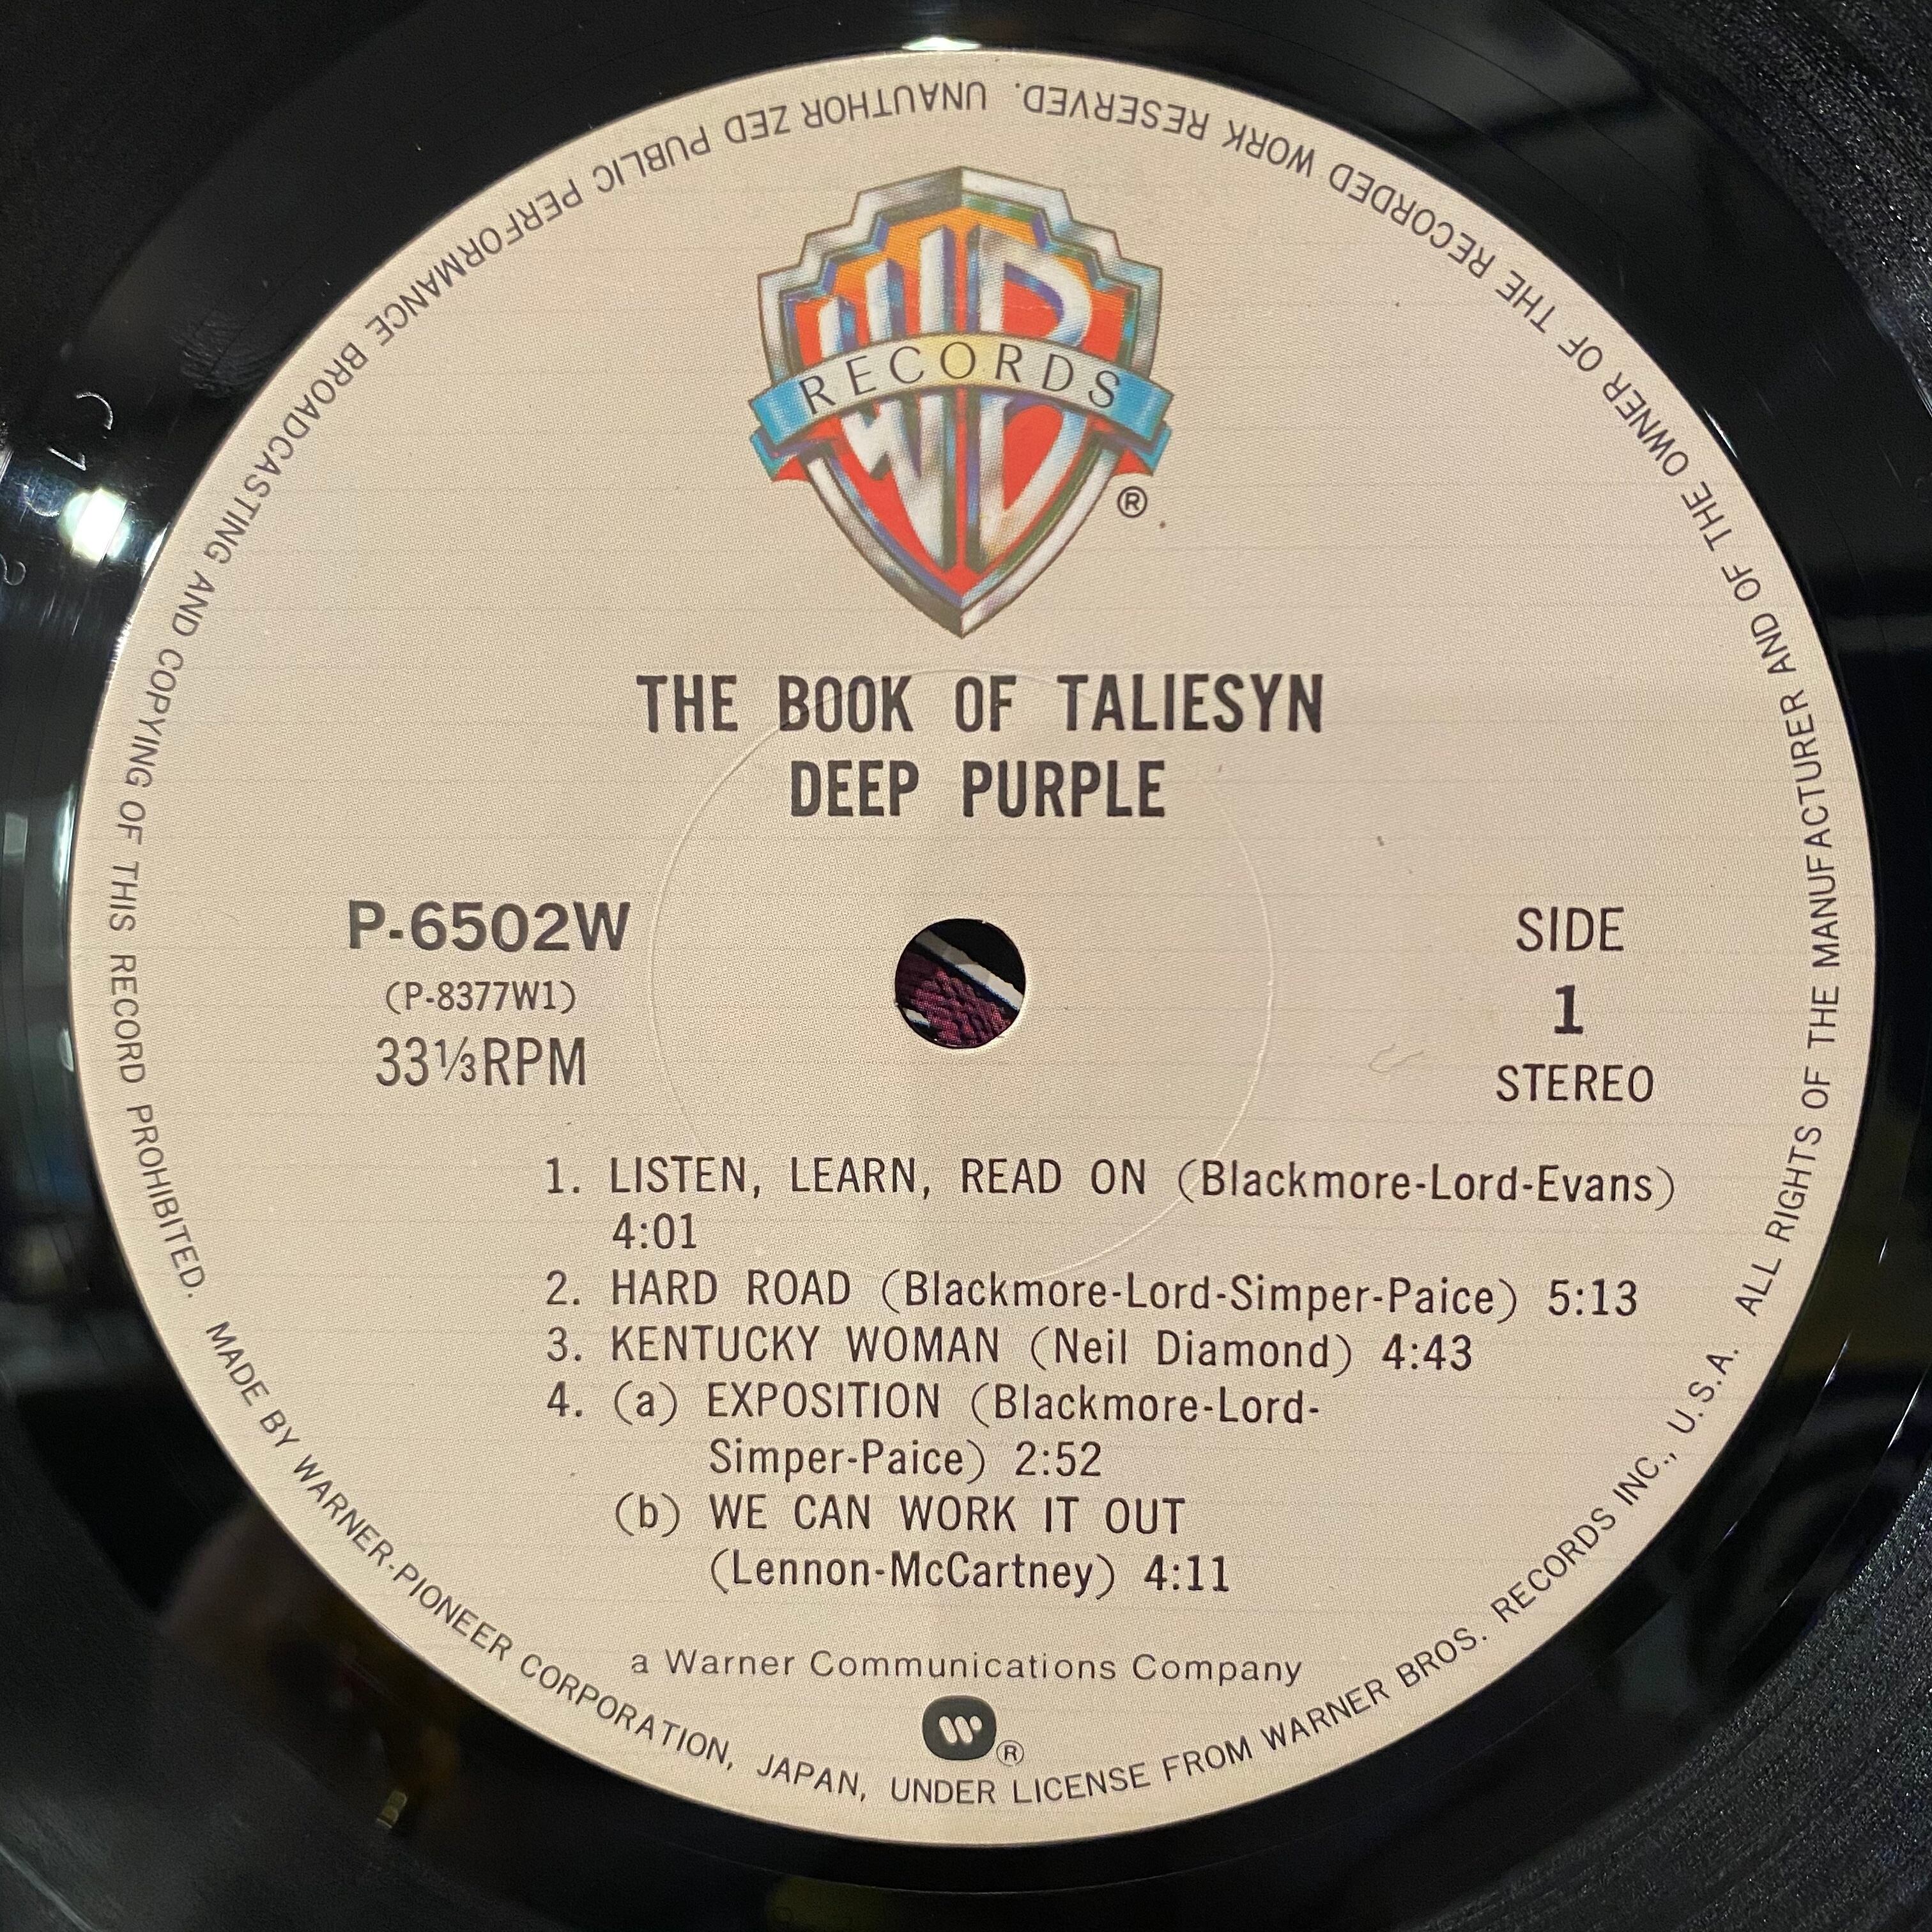 WB
RECORDS
®
THE BOOK OF TALIESYN
DEEP PURPLE
P-6502W
(P-8377W1)
33⅓RPM
SIDE
1
STEREO
1. LISTEN, LEARN, READ ON (Blackmore-Lord-Evans)
4:01
2. HARD ROAD (Blackmore-Lord-Simper-Paice) 5:13
3. KENTUCKY WOMAN (Neil Diamond) 4:43
4. (a) EXPOSITION (Blackmore-Lord-
Simper-Paice) 2:52
(b) WE CAN WORK IT OUT
(Lennon-McCartney) 4:11
a Warner Communications Company
®
MADE BY WARNER-PIONEER CORPORATION, JAPAN, UNDER LICENSE FROM WARNER BROS. RECORDS INC., U.S.A. ALL RIGHTS OF THE MANUFACTURER AND OF THE OWNER OF THE RECORDED WORK RESERVED. UNAUTHOR ZED PUBLIC PERFORMANCE BROADCASTING AND COPYING OF THIS RECORD PROHIBITED.